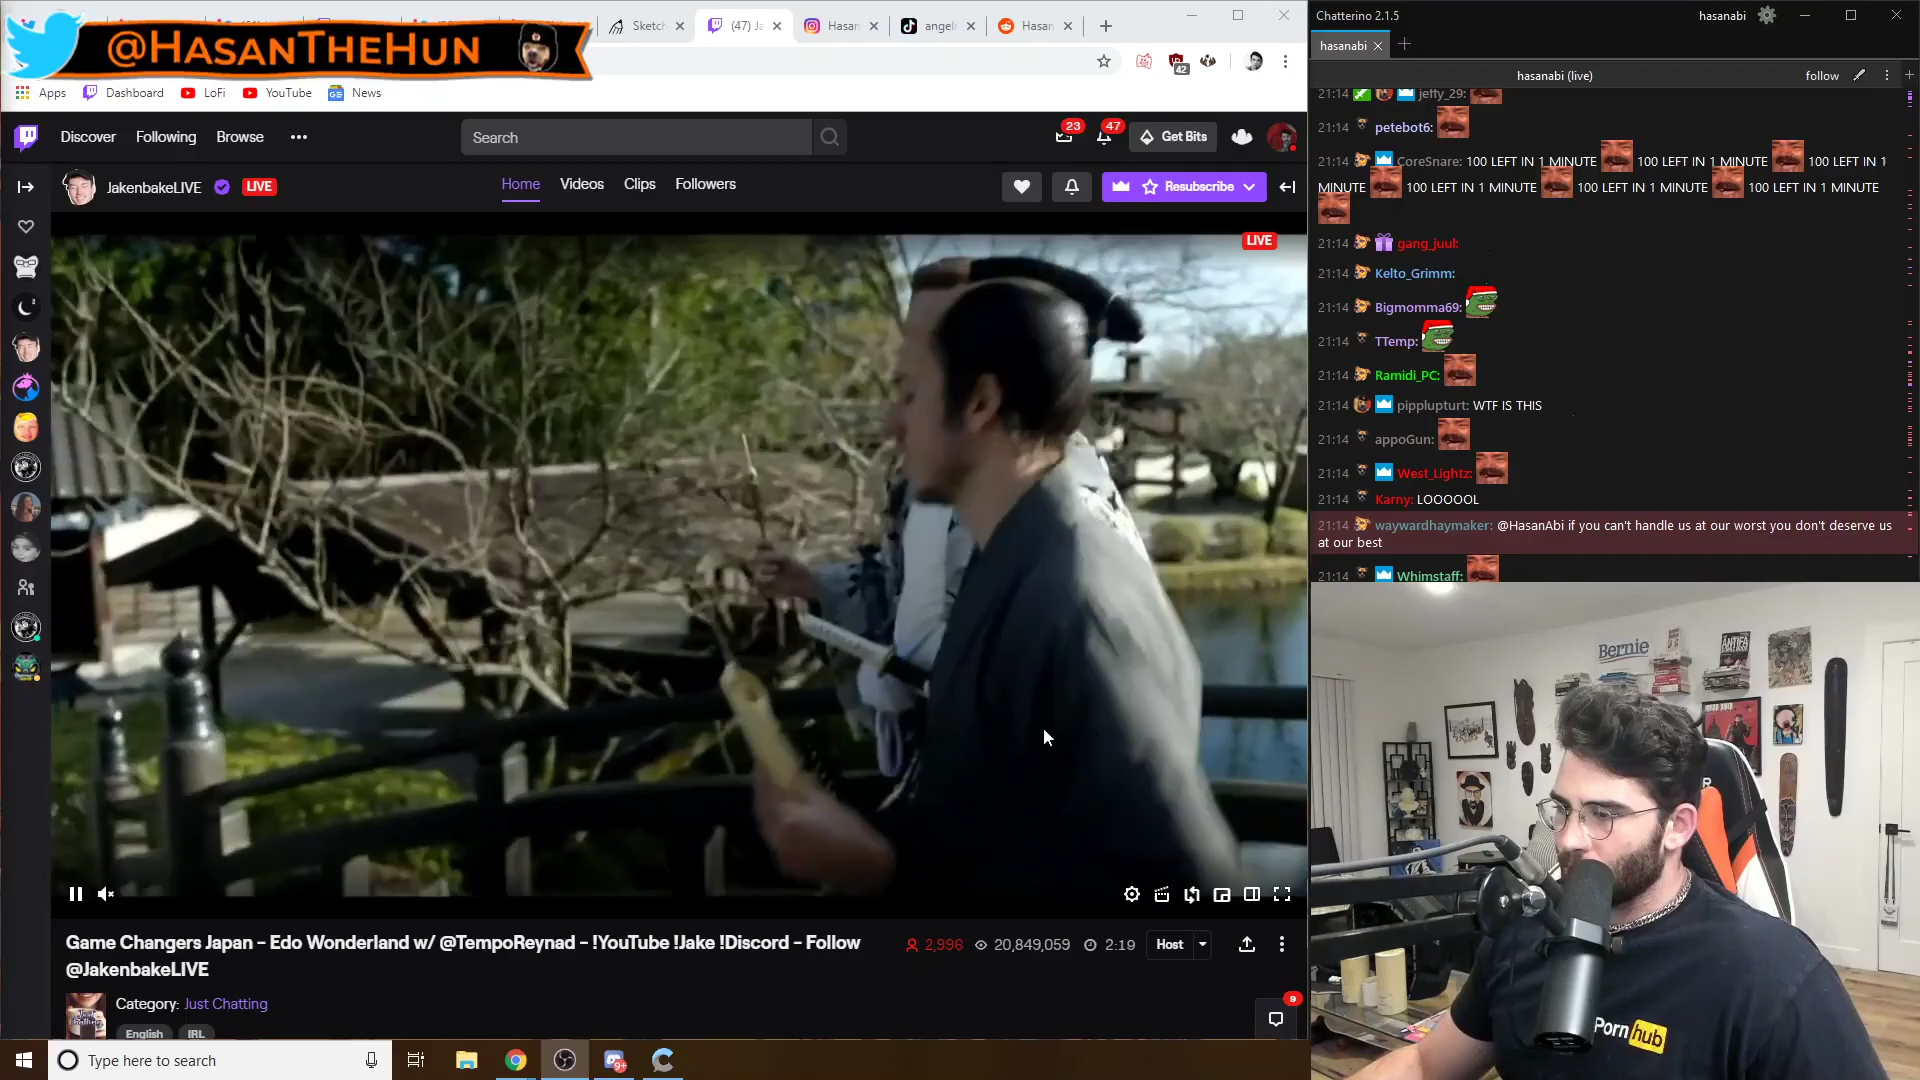 @HasanTheHun
Sketch
(47) Ja
Hasan
angel
Hasan
42
Apps
Dashboard
LoFi
YouTube
News
Discover
Following
Browse
Search
23
47
Get Bits
JakenbakeLIVE
LIVE
Home
Videos
Clips
Followers
Resubscribe
LIVE
Game Changers Japan - Edo Wonderland w/ @TempoReynad - !YouTube !Jake !Discord - Follow
@JakenbakeLIVE
2,996
20,849,059
2:19
Host
Category: Just Chatting
English
IRL
9
Type here to search
9+
Chatterino 2.1.5
hasanabi
hasanabi
hasanabi (live)
follow
21:14 jeffy_29:
21:14 petebot6:
21:14 CoreSnare: 100 LEFT IN 1 MINUTE 100 LEFT IN 1 MINUTE 100 LEFT IN 1
MINUTE 100 LEFT IN 1 MINUTE 100 LEFT IN 1 MINUTE 100 LEFT IN 1 MINUTE
21:14 gang_juul:
21:14 Kelto_Grimm:
21:14 Bigmomma69:
21:14 TTemp:
21:14 Ramidi_PC:
21:14 pipplupturt: WTF IS THIS
21:14 appoGun:
21:14 West_Lightz:
21:14 Karny: LOOOOOL
21:14 waywardhaymaker: @HasanAbi if you can't handle us at our worst you don't deserve us
at our best
21:14 Whimstaff:
Bernie
ANTIFA
Porn hub